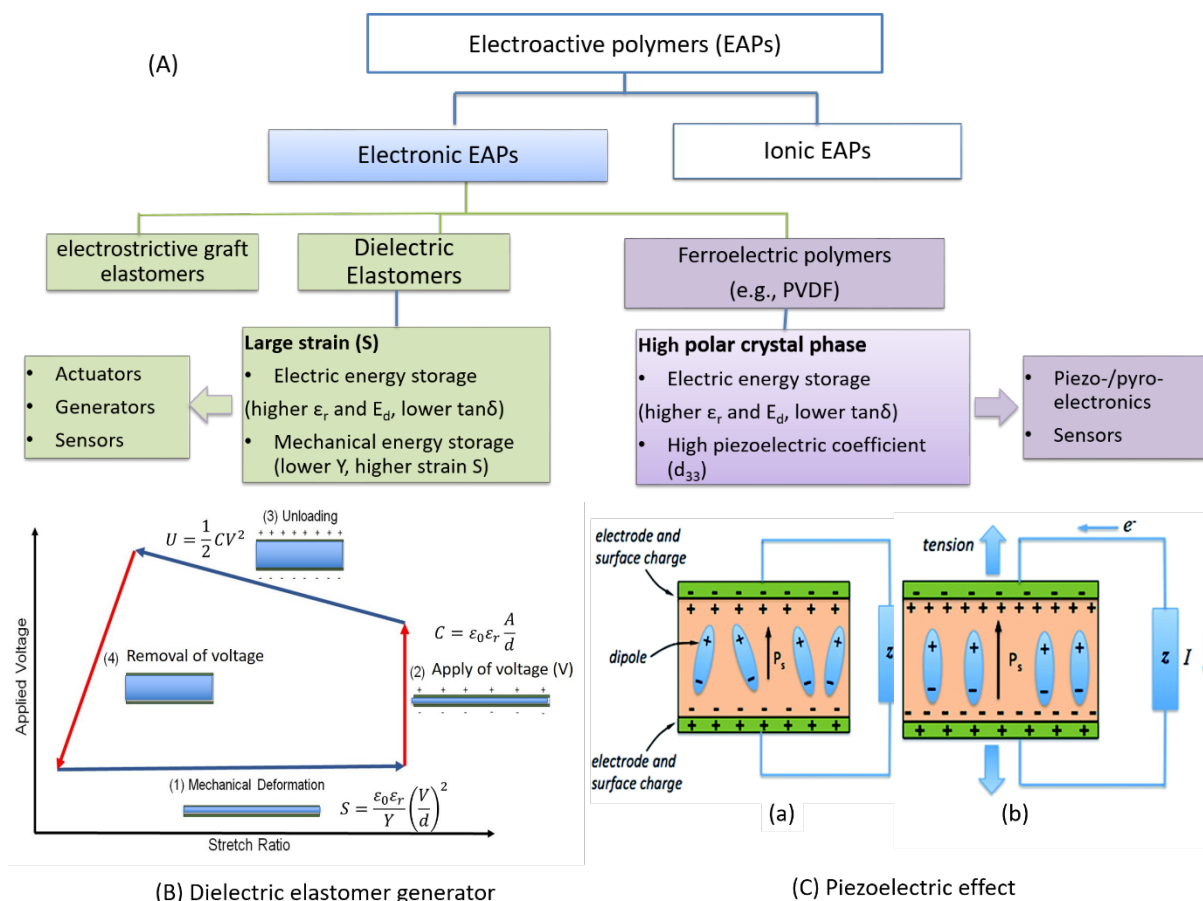 (A)
Electroactive polymers (EAPs)
Electronic EAPs
Ionic EAPs
electrostrictive graft
elastomers
Dielectric
Elastomers
Ferroelectric polymers
(e.g., PVDF)
• Actuators
• Generators
• Sensors
Large strain (S)
• Electric energy storage
(higher εr and Ed, lower tanδ)
• Mechanical energy storage
(lower Y, higher strain S)
High polar crystal phase
• Electric energy storage
(higher εr and Ed, lower tanδ)
• High piezoelectric coefficient
(d33)
• Piezo-/pyro-
electronics
• Sensors
Applied Voltage
U = 1/2 CV²
(3) Unloading
+ + + + + + + +
- - - - - - -
C = ε0εr A/d
(4) Removal of voltage
(2) Apply of voltage (V)
+ + + + + +
- - - - - -
(1) Mechanical Deformation
S = ε0εr/Y (V/d)²
Stretch Ratio
(B) Dielectric elastomer generator
electrode and
surface charge
dipole
Ps
z
electrode and
surface charge
(a)
tension
e-
Ps
z I
(b)
(C) Piezoelectric effect